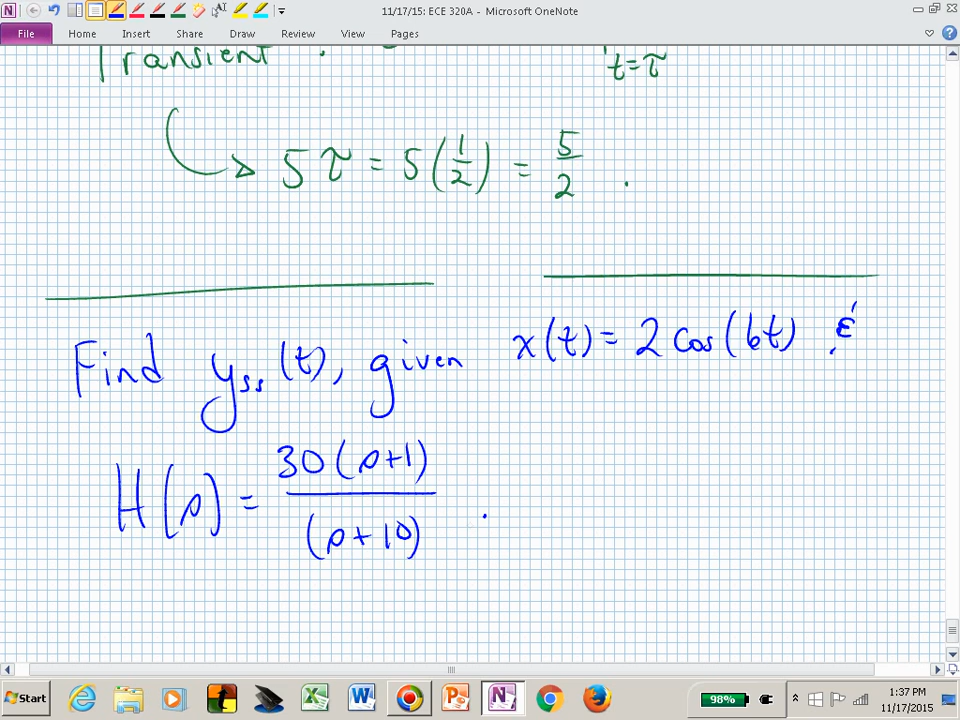 11/17/15: ECE 320A - Microsoft OneNote
File Home Insert Share Draw Review View Pages
Transient :
't=τ
5τ = 5(1/2) = 5/2 .
Find yss(t), given x(t) = 2 cos(6t) &
H(s) = 30(s+1)/(s+10) .
Start
98%
1:37 PM
11/17/2015